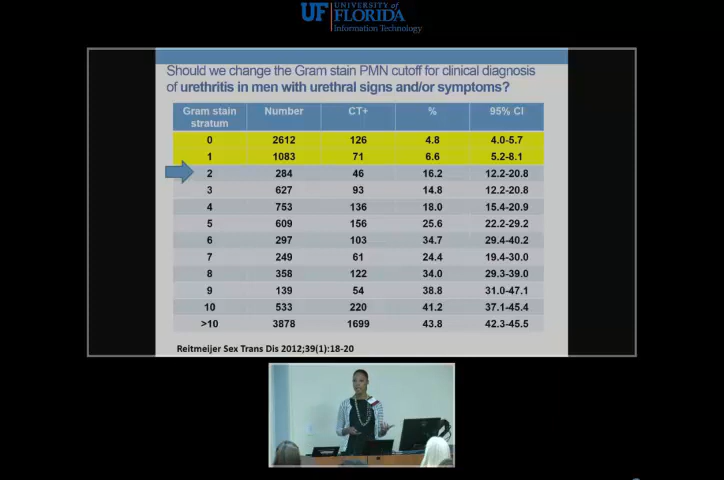 UF UNIVERSITY of
FLORIDA
Information Technology
Should we change the Gram stain PMN cutoff for clinical diagnosis
of urethritis in men with urethral signs and/or symptoms?
Gram stain stratum Number CT+ % 95% CI
0 2612 126 4.8 4.0-5.7
1 1083 71 6.6 5.2-8.1
2 284 46 16.2 12.2-20.8
3 627 93 14.8 12.2-20.8
4 753 136 18.0 15.4-20.9
5 609 156 25.6 22.2-29.2
6 297 103 34.7 29.4-40.2
7 249 61 24.4 19.4-30.0
8 358 122 34.0 29.3-39.0
9 139 54 38.8 31.0-47.1
10 533 220 41.2 37.1-45.4
>10 3878 1699 43.8 42.3-45.5
Reitmeijer Sex Trans Dis 2012;39(1):18-20